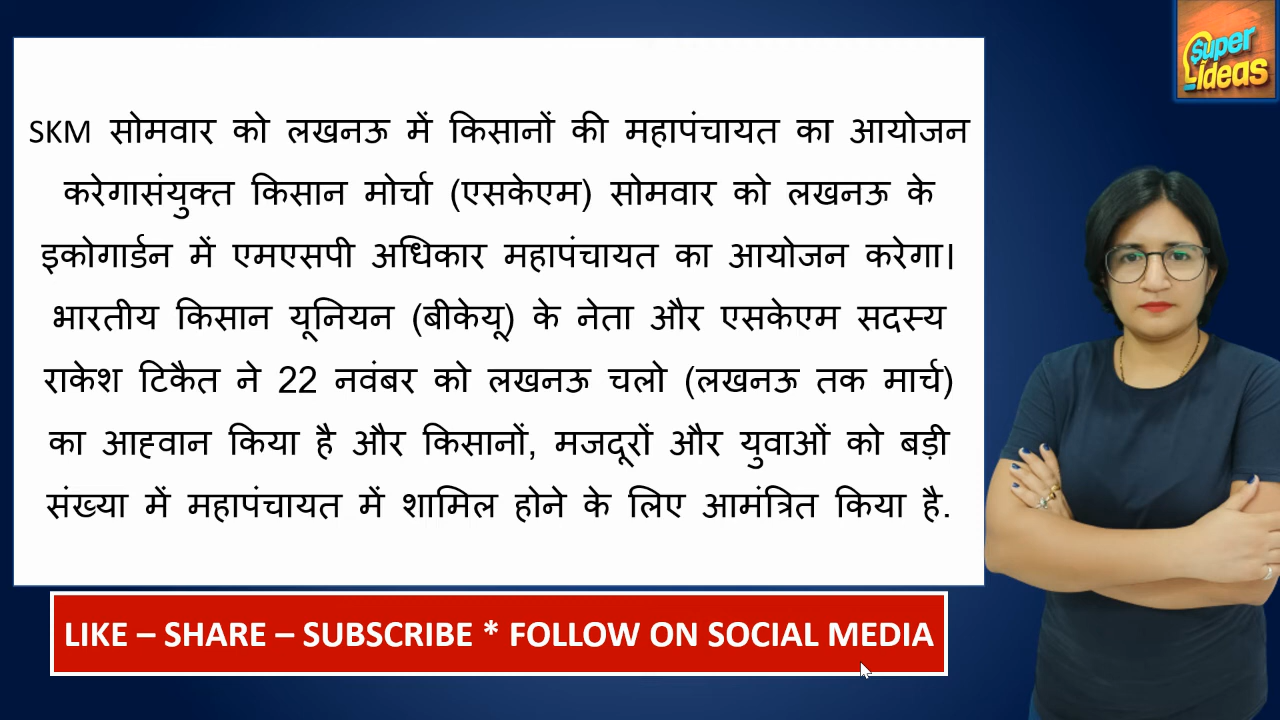 Super
Ideas
SKM सोमवार को लखनऊ में किसानों की महापंचायत का आयोजन
करेगासंयुक्त किसान मोर्चा (एसकेएम) सोमवार को लखनऊ के
इकोगार्डन में एमएसपी अधिकार महापंचायत का आयोजन करेगा।
भारतीय किसान यूनियन (बीकेयू) के नेता और एसकेएम सदस्य
राकेश टिकैत ने 22 नवंबर को लखनऊ चलो (लखनऊ तक मार्च)
का आह्वान किया है और किसानों, मजदूरों और युवाओं को बड़ी
संख्या में महापंचायत में शामिल होने के लिए आमंत्रित किया है.
LIKE – SHARE – SUBSCRIBE * FOLLOW ON SOCIAL MEDIA